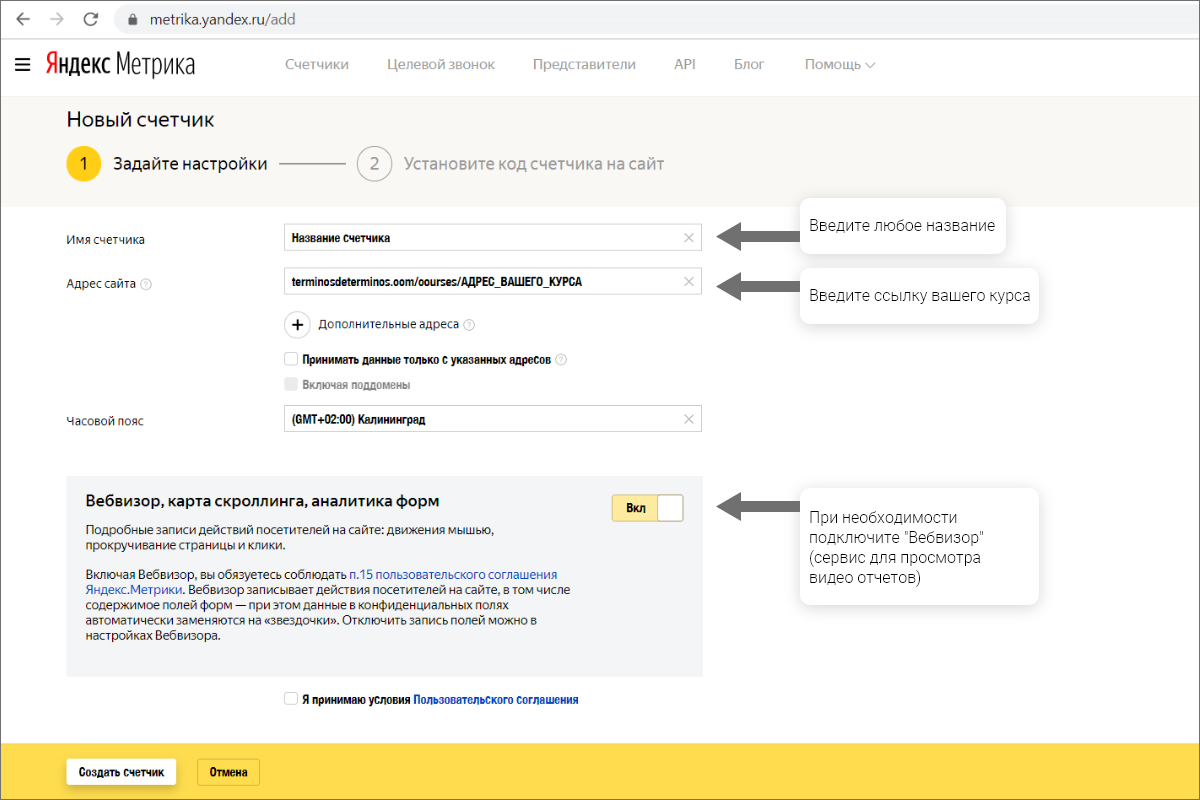 metrika.yandex.ru/add
Яндекс Метрика
Счетчики Целевой звонок Представители API Блог Помощь
Новый счетчик
1 Задайте настройки 2 Установите код счетчика на сайт
Имя счетчика
Название счетчика
Введите любое название
Адрес сайта ?
terminosdeterminos.com/courses/АДРЕС_ВАШЕГО_КУРСА
Введите ссылку вашего курса
+ Дополнительные адреса ?
Принимать данные только с указанных адресов ?
Включая поддомены
Часовой пояс
(GMT+02:00) Калининград
Вебвизор, карта скроллинга, аналитика форм
Вкл
Подробные записи действий посетителей на сайте: движения мышью,
прокручивание страницы и клики.
Включая Вебвизор, вы обязуетесь соблюдать п.15 пользовательского соглашения
Яндекс.Метрики. Вебвизор записывает действия посетителей на сайте, в том числе
содержимое полей форм — при этом данные в конфиденциальных полях
автоматически заменяются на «звездочки». Отключить запись полей можно в
настройках Вебвизора.
При необходимости
подключите "Вебвизор"
(сервис для просмотра
видео отчетов)
Я принимаю условия Пользовательского соглашения
Создать счетчик Отмена